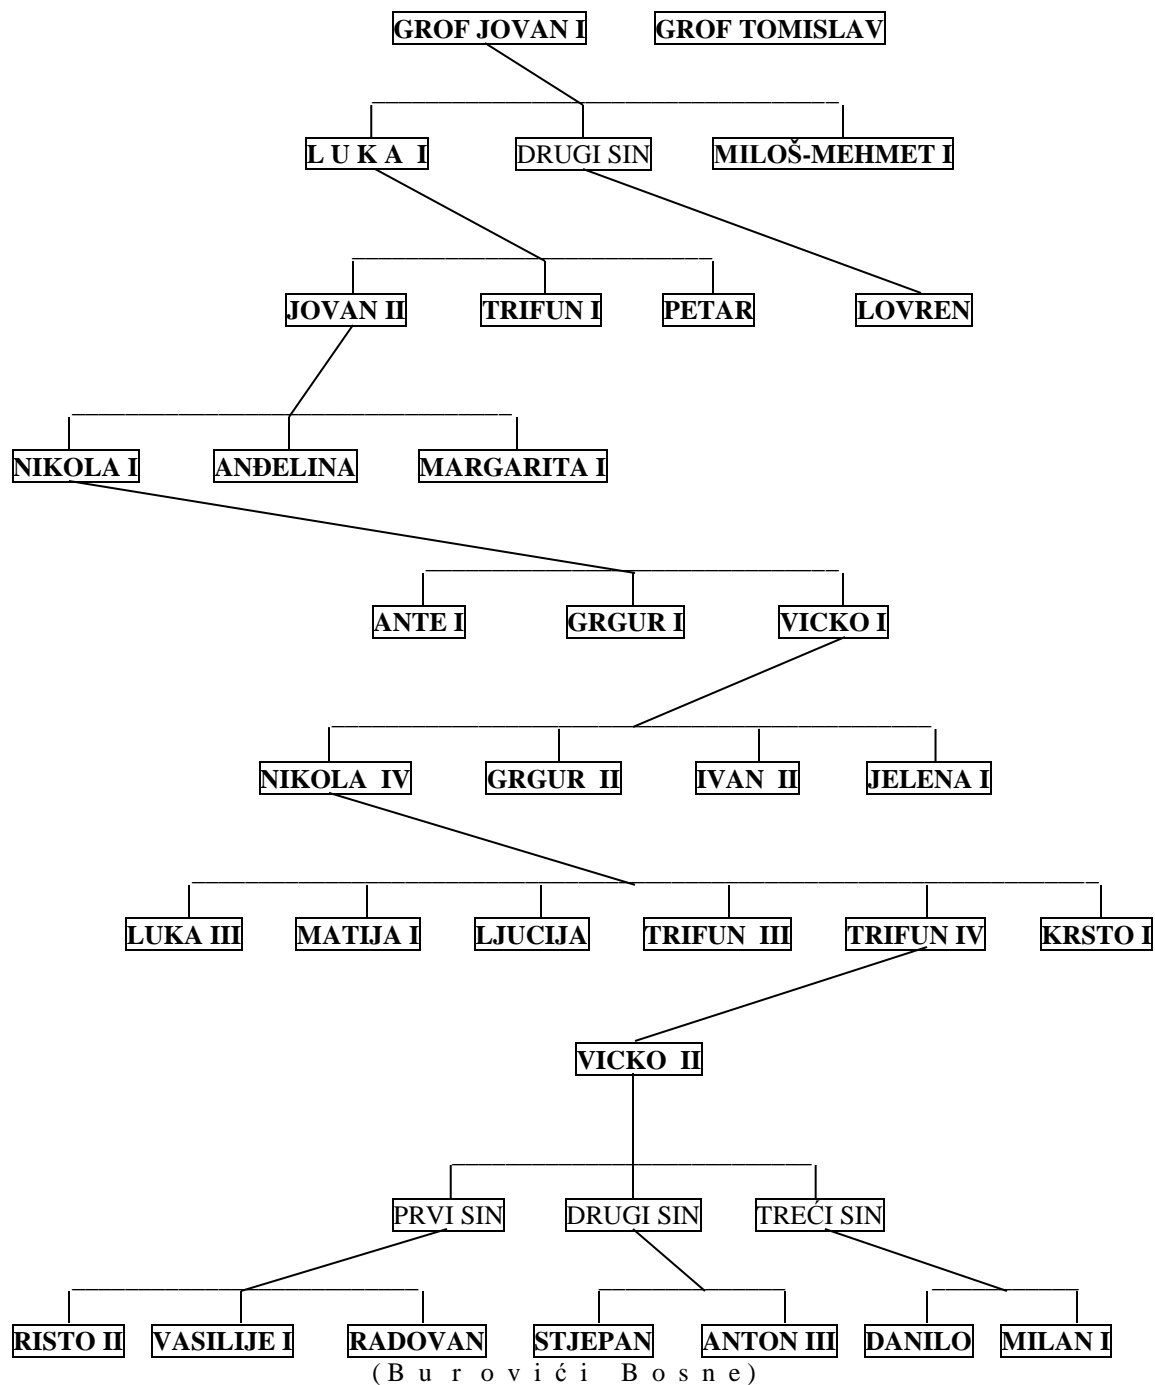 GROF JOVAN I GROF TOMISLAV
L U K A I DRUGI SIN MILOŠ-MEHMET I
JOVAN II TRIFUN I PETAR LOVREN
NIKOLA I ANĐELINA MARGARITA I
ANTE I GRGUR I VICKO I
NIKOLA IV GRGUR II IVAN II JELENA I
LUKA III MATIJA I LJUCIJA TRIFUN III TRIFUN IV KRSTO I
VICKO II
PRVI SIN DRUGI SIN TREĆI SIN
RISTO II VASILIJE I RADOVAN STJEPAN ANTON III DANILO MILAN I
(B u r o v i ć i B o s n e)